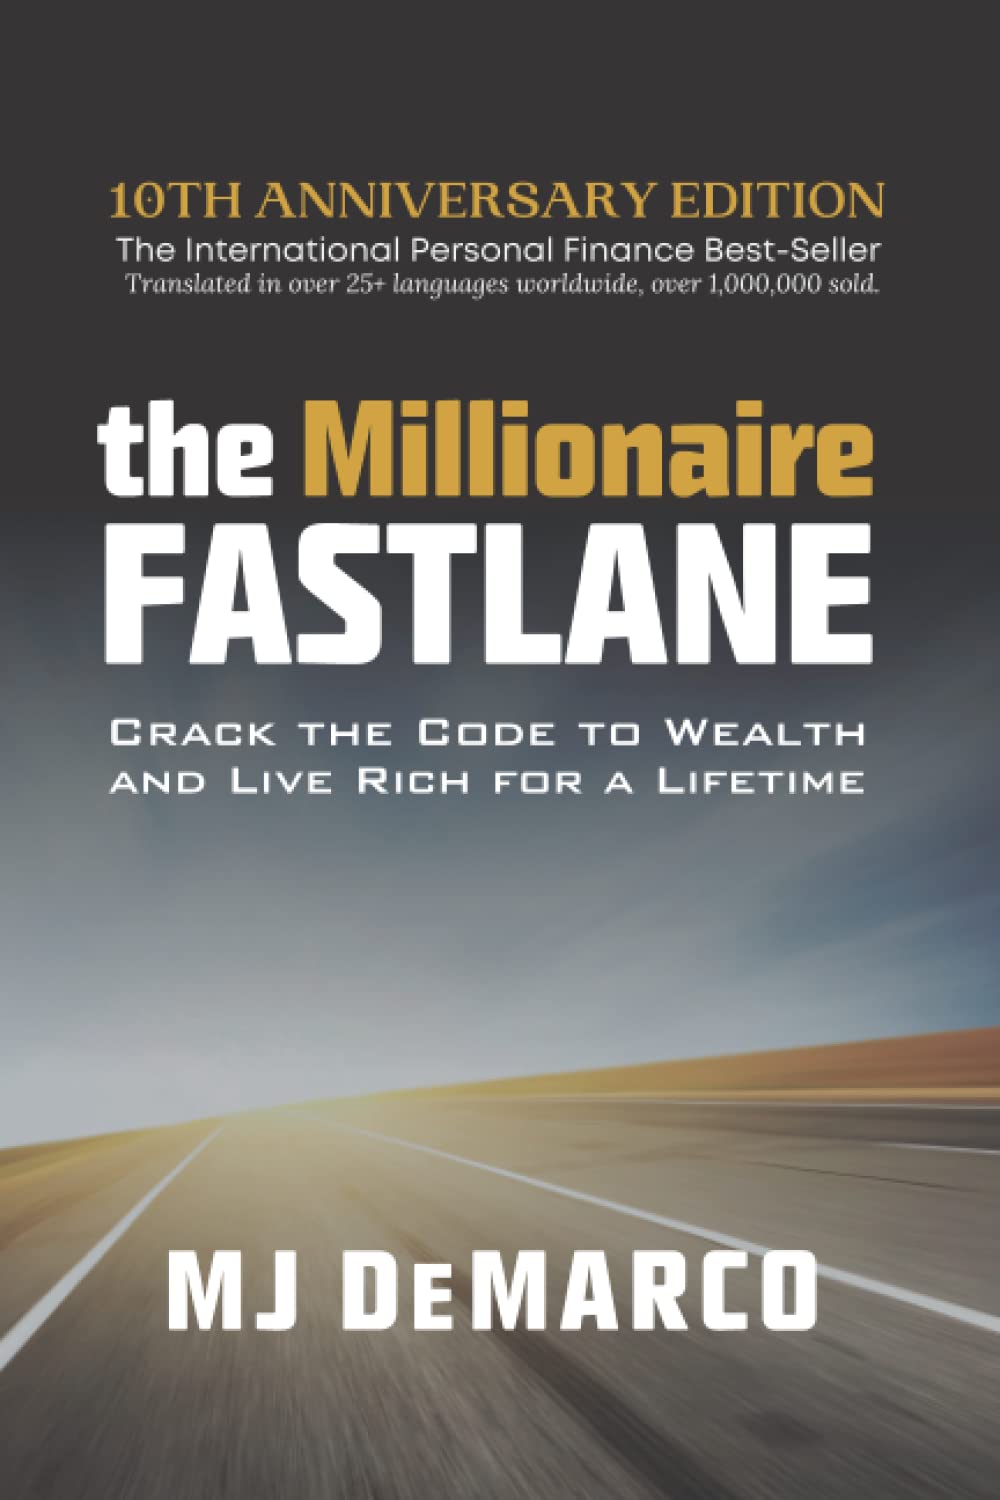 10TH ANNIVERSARY EDITION
The International Personal Finance Best-Seller
Translated in over 25+ languages worldwide, over 1,000,000 sold.
the Millionaire
FASTLANE
CRACK THE CODE TO WEALTH
AND LIVE RICH FOR A LIFETIME
MJ DEMARCO